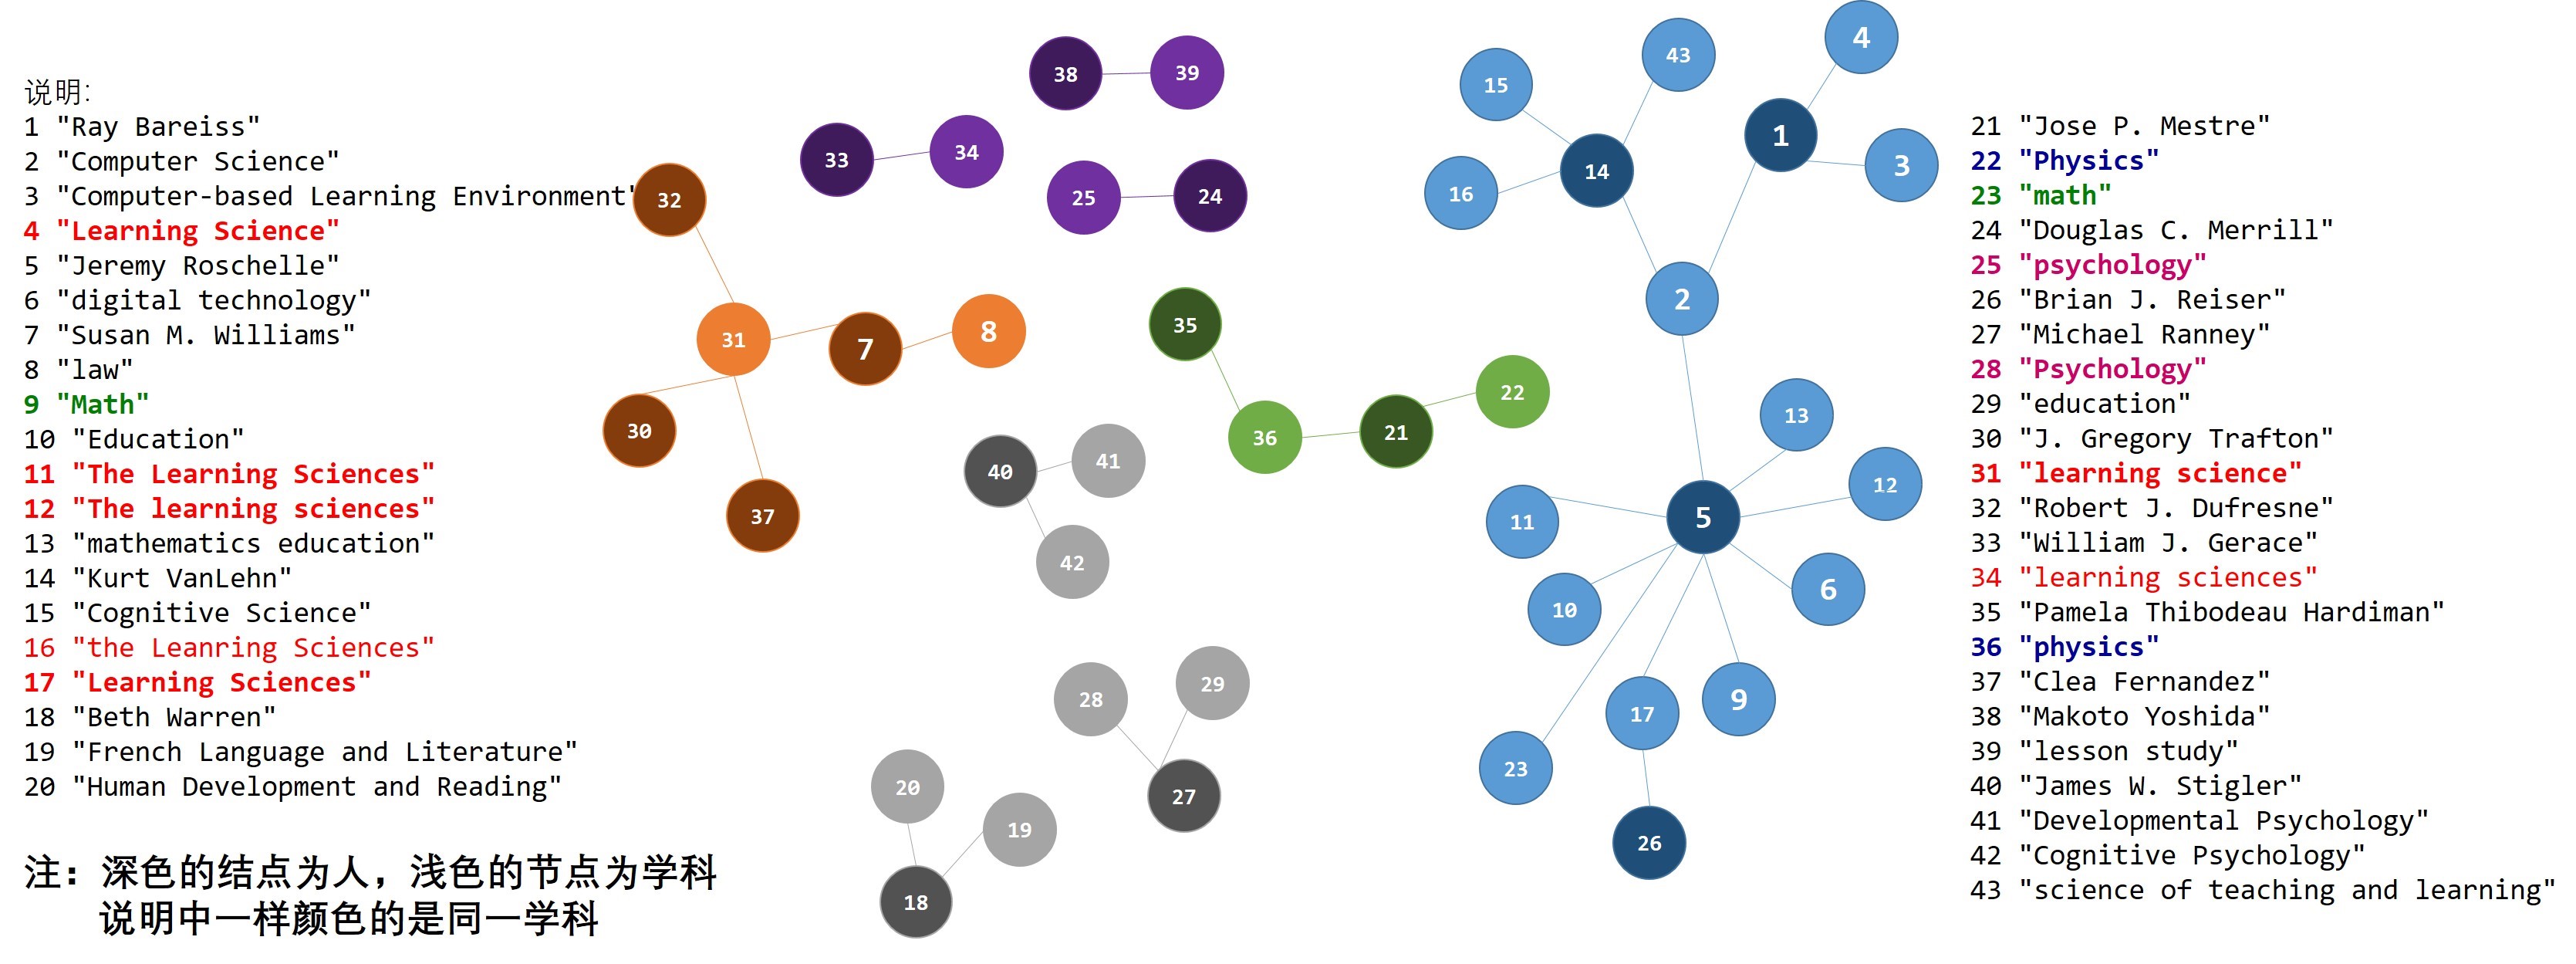 说明:
1 "Ray Bareiss"
2 "Computer Science"
3 "Computer-based Learning Environment"
4 "Learning Science"
5 "Jeremy Roschelle"
6 "digital technology"
7 "Susan M. Williams"
8 "law"
9 "Math"
10 "Education"
11 "The Learning Sciences"
12 "The learning sciences"
13 "mathematics education"
14 "Kurt VanLehn"
15 "Cognitive Science"
16 "the Leanring Sciences"
17 "Learning Sciences"
18 "Beth Warren"
19 "French Language and Literature"
20 "Human Development and Reading"
注：深色的结点为人，浅色的节点为学科
说明中一样颜色的是同一学科
38
39
33
34
25
24
32
31
7
8
30
37
35
36
21
22
40
41
42
28
29
27
20
19
18
43
15
4
1
14
16
3
2
13
12
5
11
6
10
17
9
23
26
21 "Jose P. Mestre"
22 "Physics"
23 "math"
24 "Douglas C. Merrill"
25 "psychology"
26 "Brian J. Reiser"
27 "Michael Ranney"
28 "Psychology"
29 "education"
30 "J. Gregory Trafton"
31 "learning science"
32 "Robert J. Dufresne"
33 "William J. Gerace"
34 "learning sciences"
35 "Pamela Thibodeau Hardiman"
36 "physics"
37 "Clea Fernandez"
38 "Makoto Yoshida"
39 "lesson study"
40 "James W. Stigler"
41 "Developmental Psychology"
42 "Cognitive Psychology"
43 "science of teaching and learning"